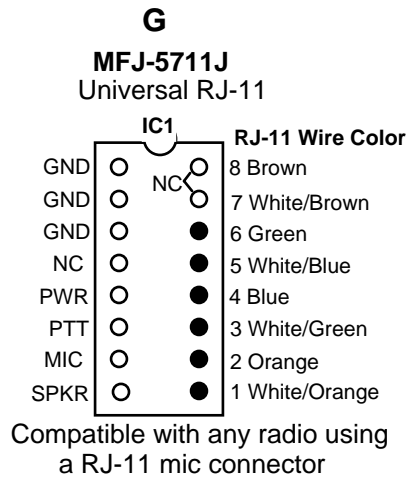 G
MFJ-5711J
Universal RJ-11
IC1
RJ-11 Wire Color
GND NC 8 Brown
GND 7 White/Brown
GND 6 Green
NC 5 White/Blue
PWR 4 Blue
PTT 3 White/Green
MIC 2 Orange
SPKR 1 White/Orange
Compatible with any radio using
a RJ-11 mic connector